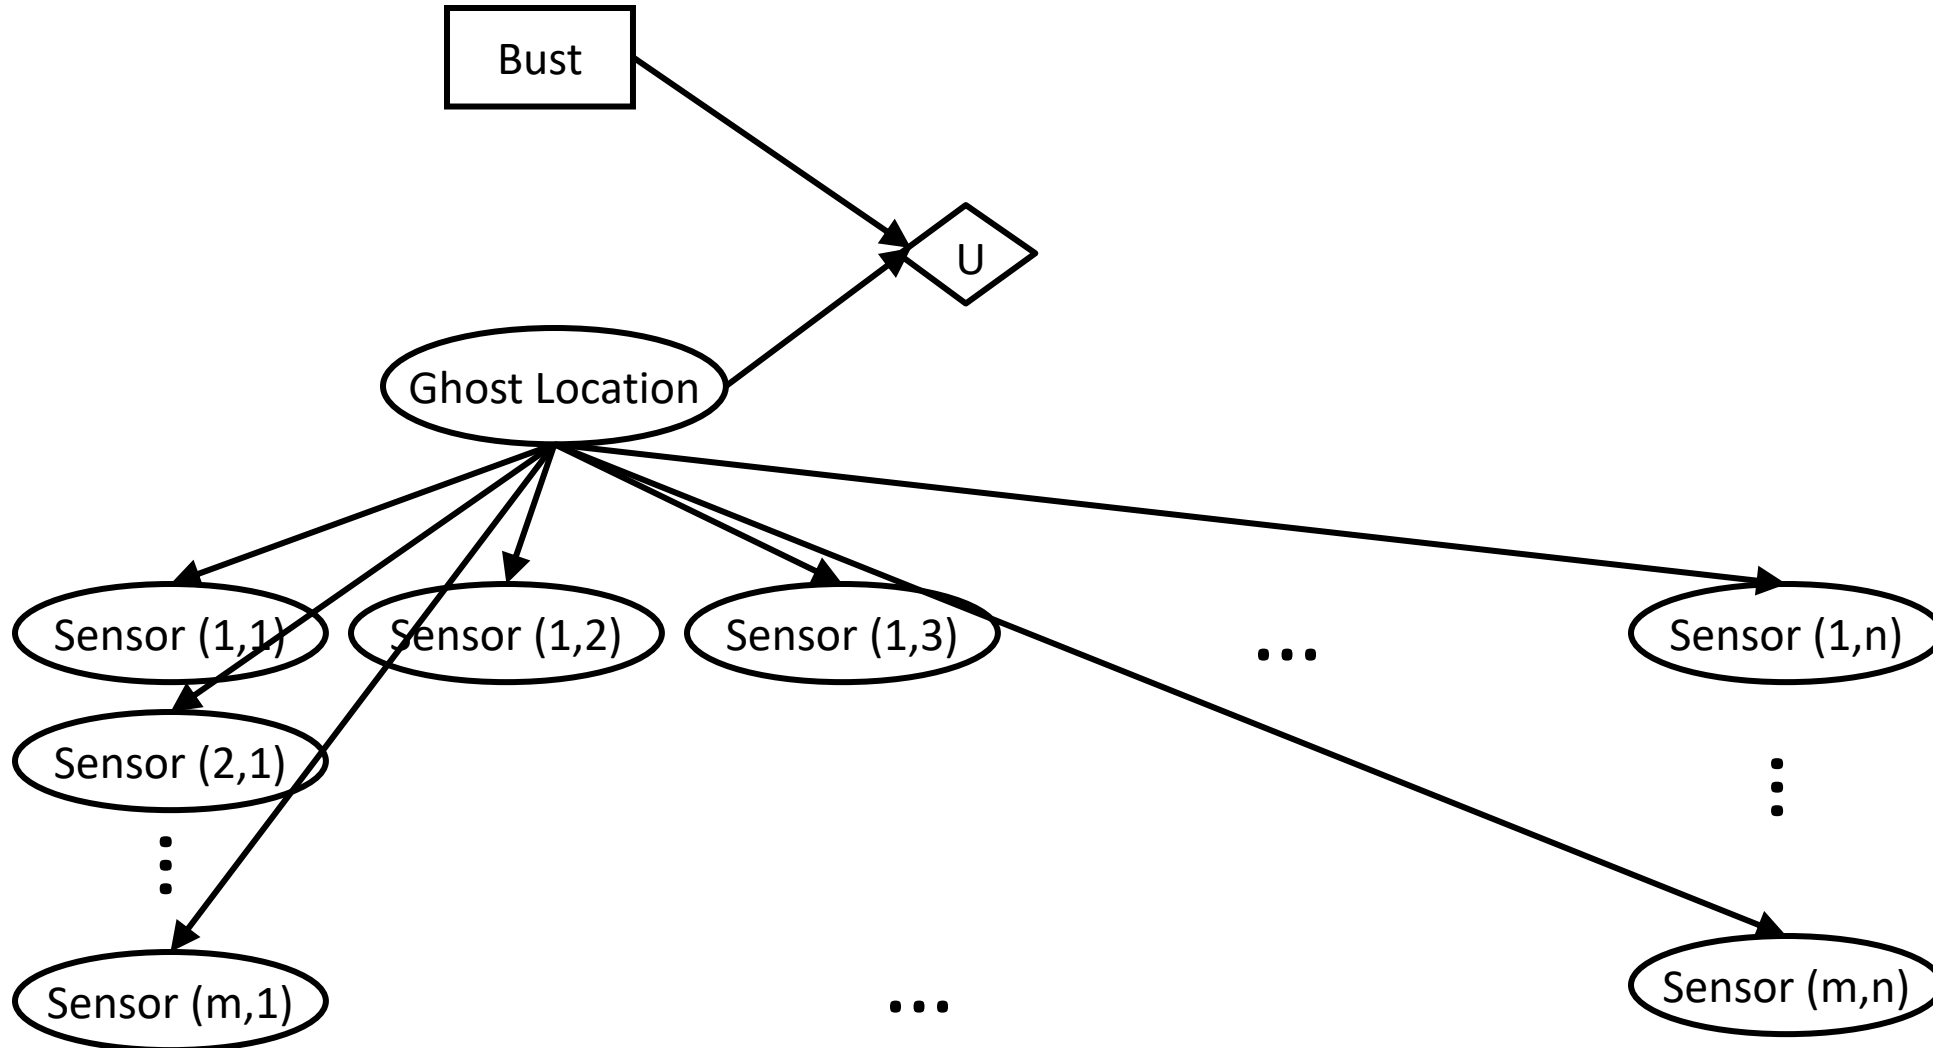 Bust
U
Ghost Location
Sensor (1,1)
Sensor (1,2)
Sensor (1,3)
...
Sensor (1,n)
Sensor (2,1)
...
...
Sensor (m,1)
...
Sensor (m,n)